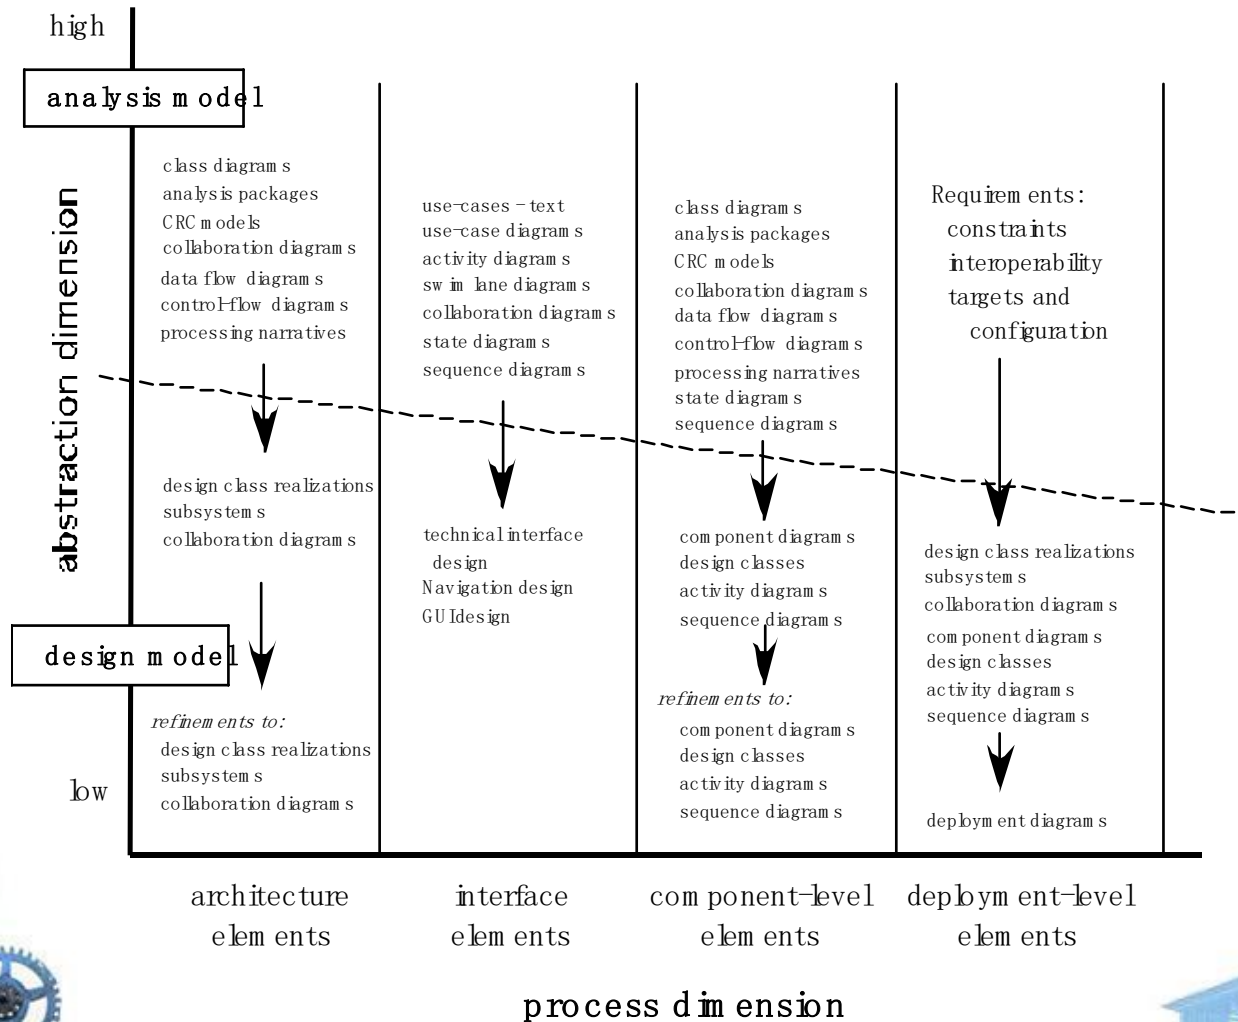 high
analysis model
abstraction dimension
class diagrams
analysis packages
CRC models
collaboration diagrams
data flow diagrams
control-flow diagrams
processing narratives
design class realizations
subsystems
collaboration diagrams
design model
refinements to:
design class realizations
subsystems
collaboration diagrams
low
use-cases - text
use-case diagrams
activity diagrams
swim lane diagrams
collaboration diagrams
state diagrams
sequence diagrams
technical interface
design
Navigation design
GUI design
class diagrams
analysis packages
CRC models
collaboration diagrams
data flow diagrams
control-flow diagrams
processing narratives
state diagrams
sequence diagrams
component diagrams
design classes
activity diagrams
sequence diagrams
refinements to:
component diagrams
design classes
activity diagrams
sequence diagrams
Requirements:
constraints
interoperability
targets and
configuration
design class realizations
subsystems
collaboration diagrams
component diagrams
design classes
activity diagrams
sequence diagrams
deployment diagrams
architecture
elements
interface
elements
component-level
elements
deployment-level
elements
process dimension